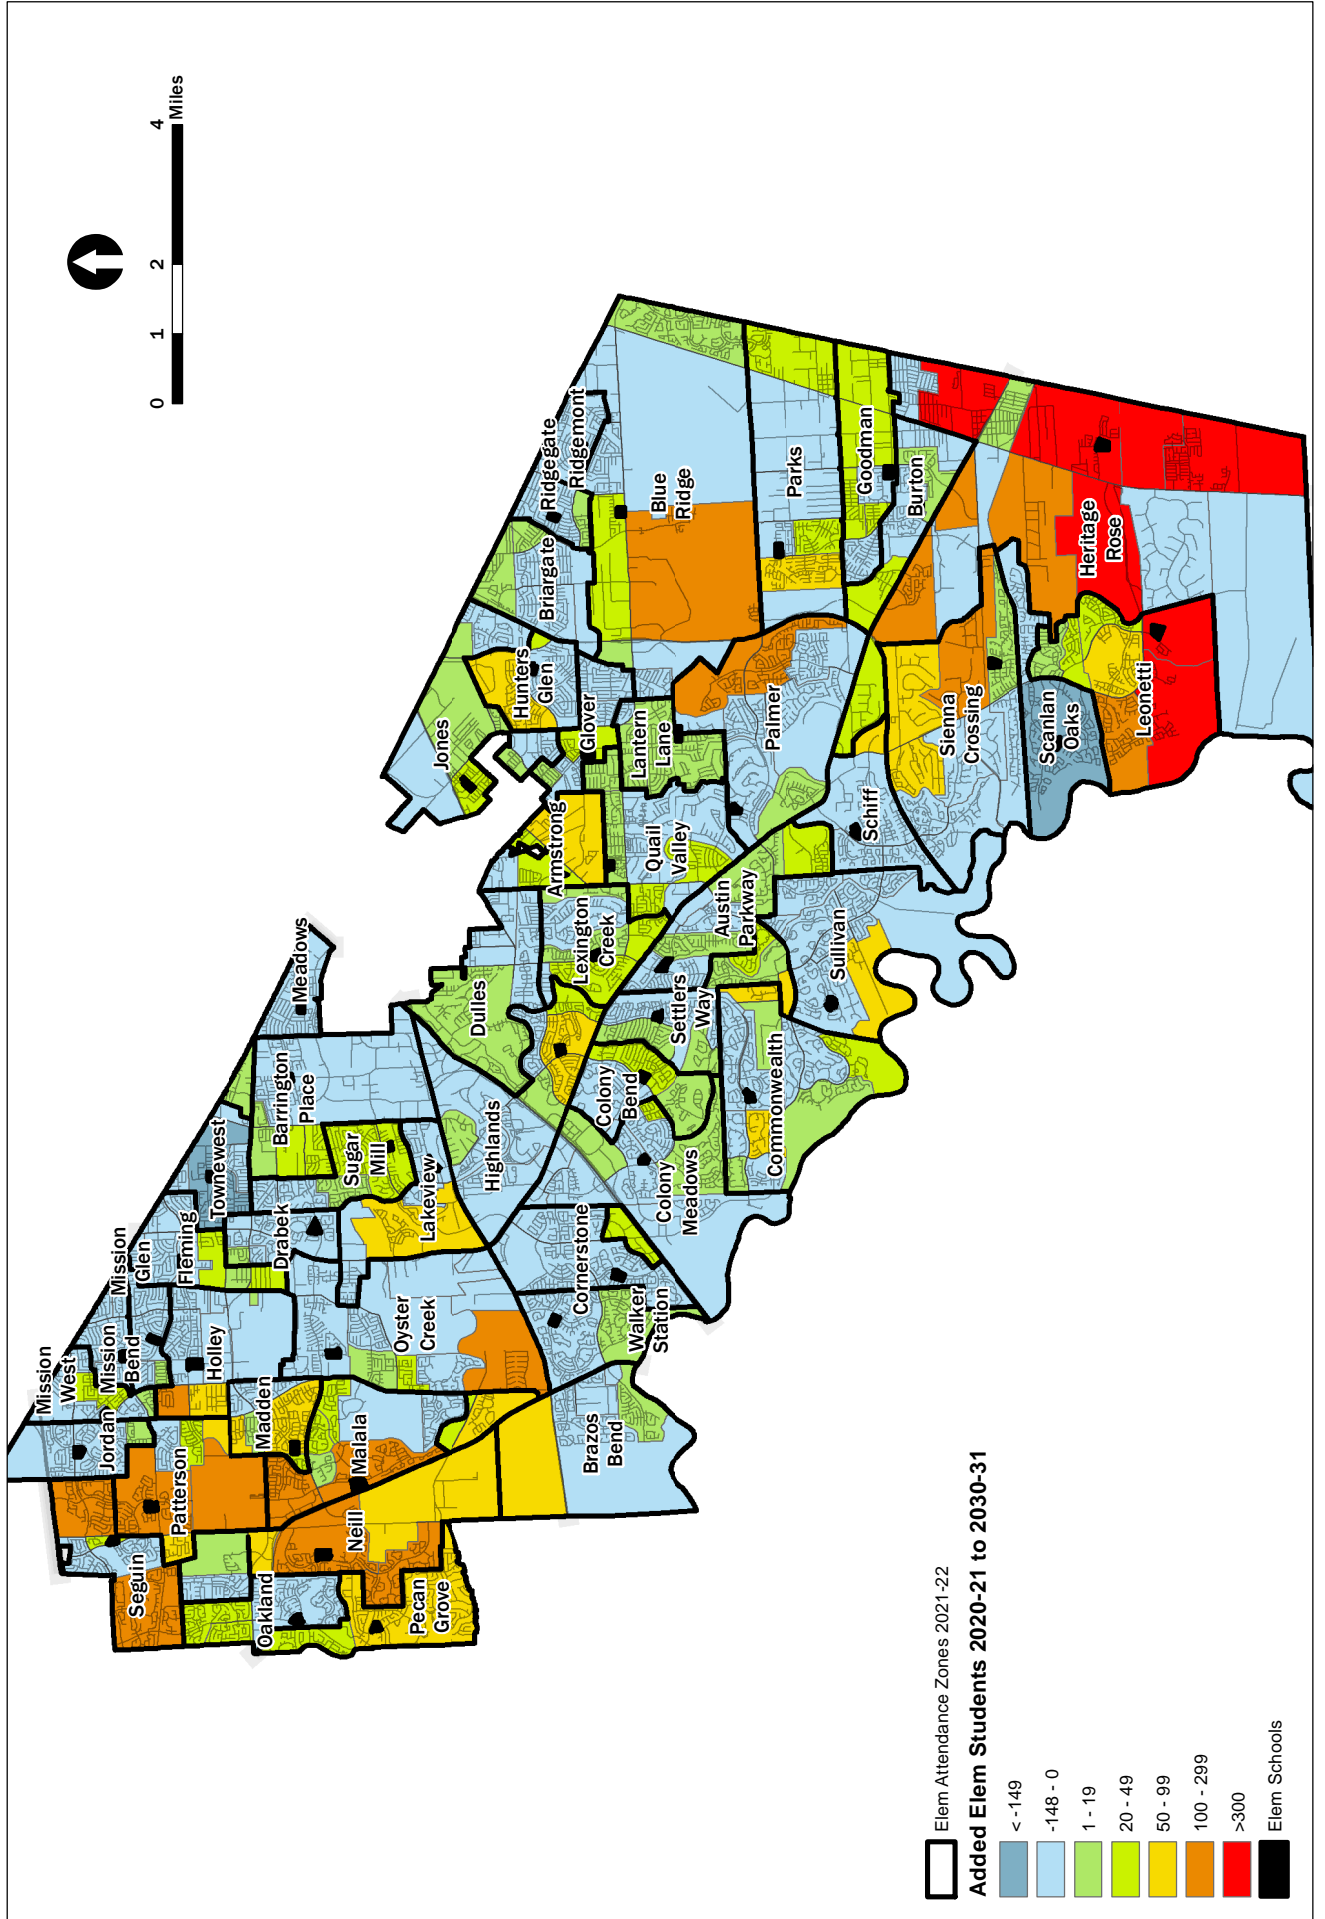 0 1 2 4
Miles
Mission
West
Mission
Bend
Mission
Glen
Fleming
Townewest
Meadows
Jordan
Holley
Drabek
Barrington
Place
Sugar
Mill
Lakeview
Seguin
Patterson
Madden
Malala
Oyster
Creek
Highlands
Dulles
Oakland
Neill
Pecan
Grove
Brazos
Bend
Walker
Station
Cornerstone
Colony
Meadows
Colony
Bend
Settlers
Way
Commonwealth
Lexington
Creek
Austin
Parkway
Sullivan
Armstrong
Quail
Valley
Jones
Hunters
Glen
Glover
Lantern
Lane
Palmer
Schiff
Briargate
Ridgegate
Ridgemont
Blue
Ridge
Parks
Goodman
Burton
Sienna
Crossing
Scanlan
Oaks
Leonetti
Heritage
Rose
Elem Attendance Zones 2021-22
Added Elem Students 2020-21 to 2030-31
< -149
-148 - 0
1 - 19
20 - 49
50 - 99
100 - 299
>300
Elem Schools